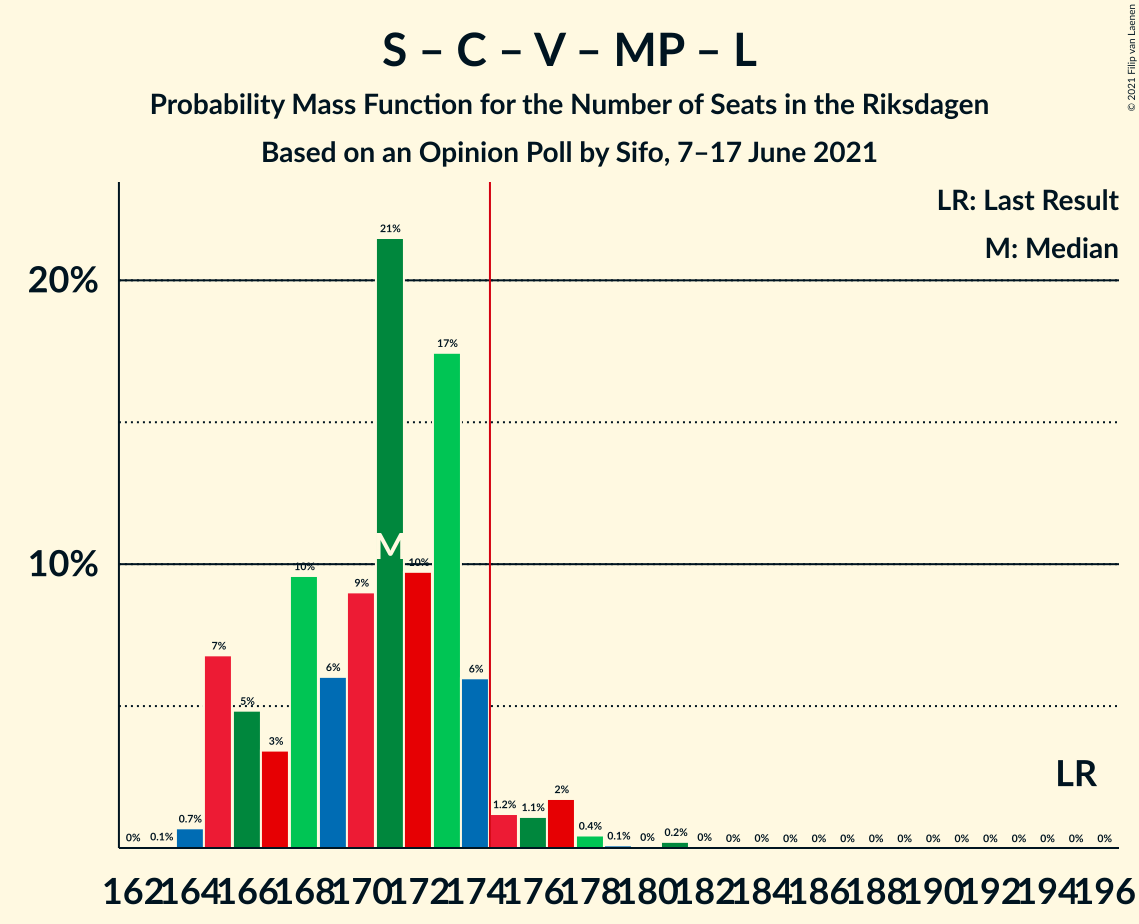 © 2021 Filip van Laenen
S – C – V – MP – L
Probability Mass Function for the Number of Seats in the Riksdagen
Based on an Opinion Poll by Sifo, 7–17 June 2021
LR: Last Result
M: Median
21%
20%
17%
M
10%
10% 10%
9%
7%
6% 6%
5%
3%
2%
LR
1.2% 1.1%
0.7%
0.4%
0% 0.1% 0.1% 0% 0.2% 0% 0% 0% 0% 0% 0% 0% 0% 0% 0% 0% 0% 0% 0% 0%
162 164 166 168 170 172 174 176 178 180 182 184 186 188 190 192 194 196